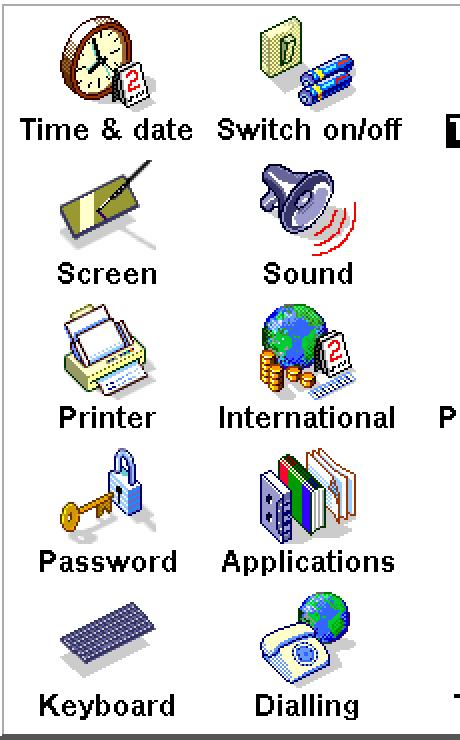 Time & date Switch on/off
Screen Sound
Printer International
Password Applications
Keyboard Dialling